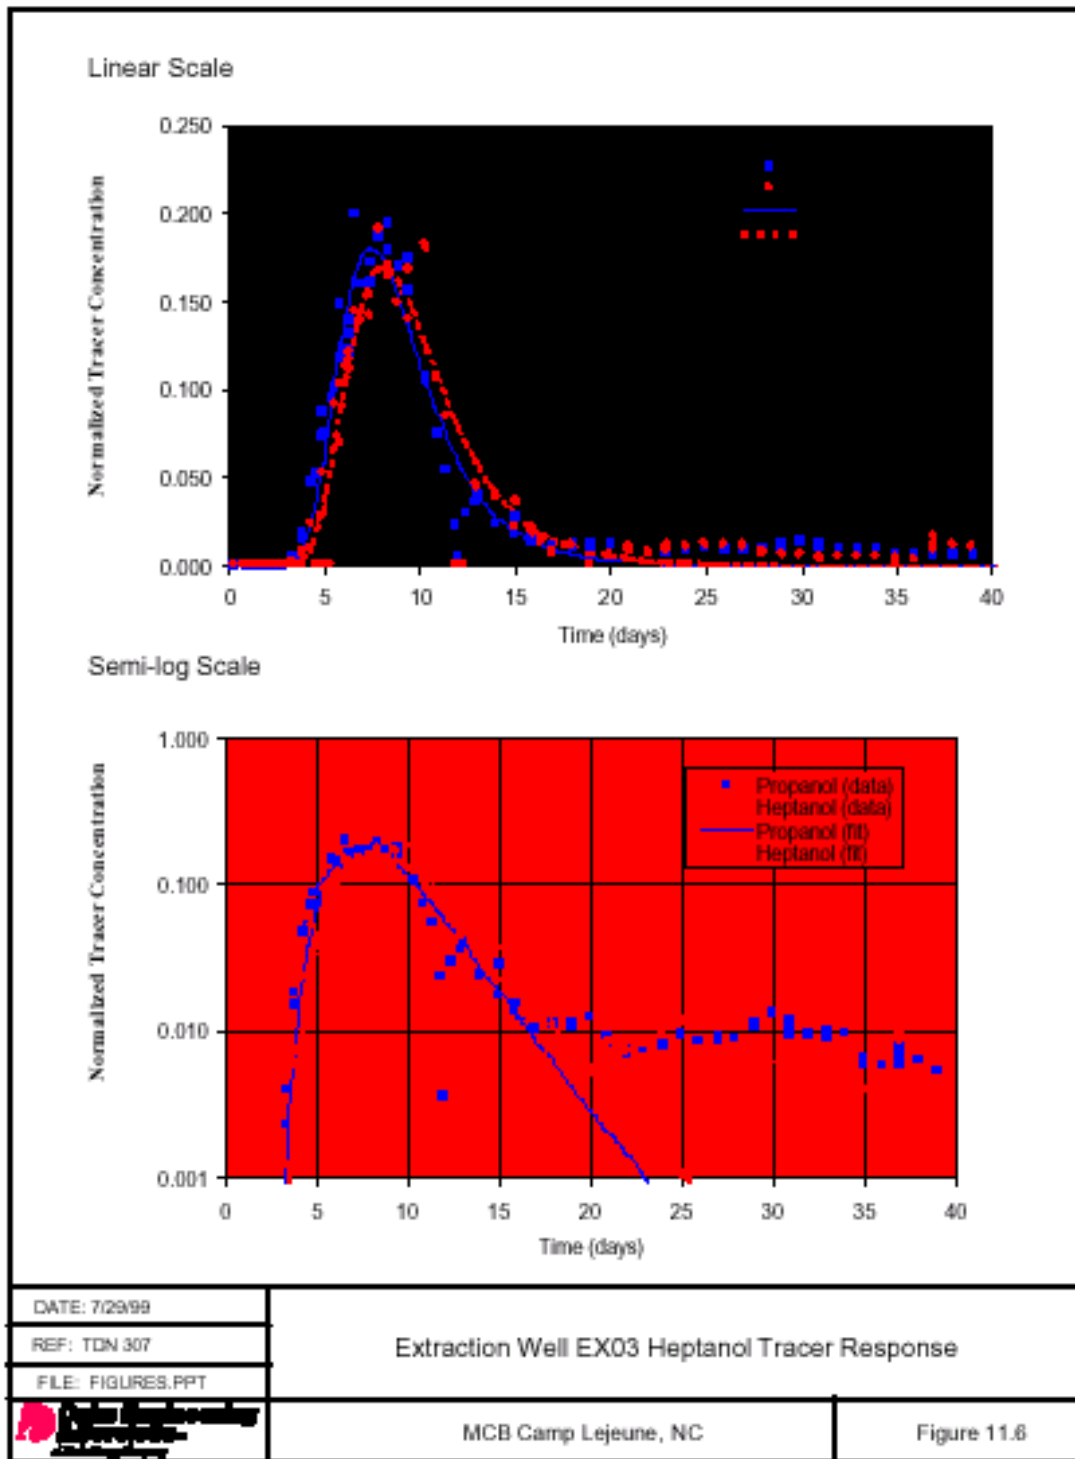 Linear Scale
Normalized Tracer Concentration
0.250
0.200
0.150
0.100
0.050
0.000
0 5 10 15 20 25 30 35 40
Time (days)
Semi-log Scale
Normalized Tracer Concentration
1.000
0.100
0.010
0.001
Propanol (data)
Heptanol (data)
Propanol (fit)
Heptanol (fit)
0 5 10 15 20 25 30 35 40
Time (days)
DATE: 7/29/99
REF: TDN 307
FILE: FIGURES.PPT
Extraction Well EX03 Heptanol Tracer Response
MCB Camp Lejeune, NC
Figure 11.6